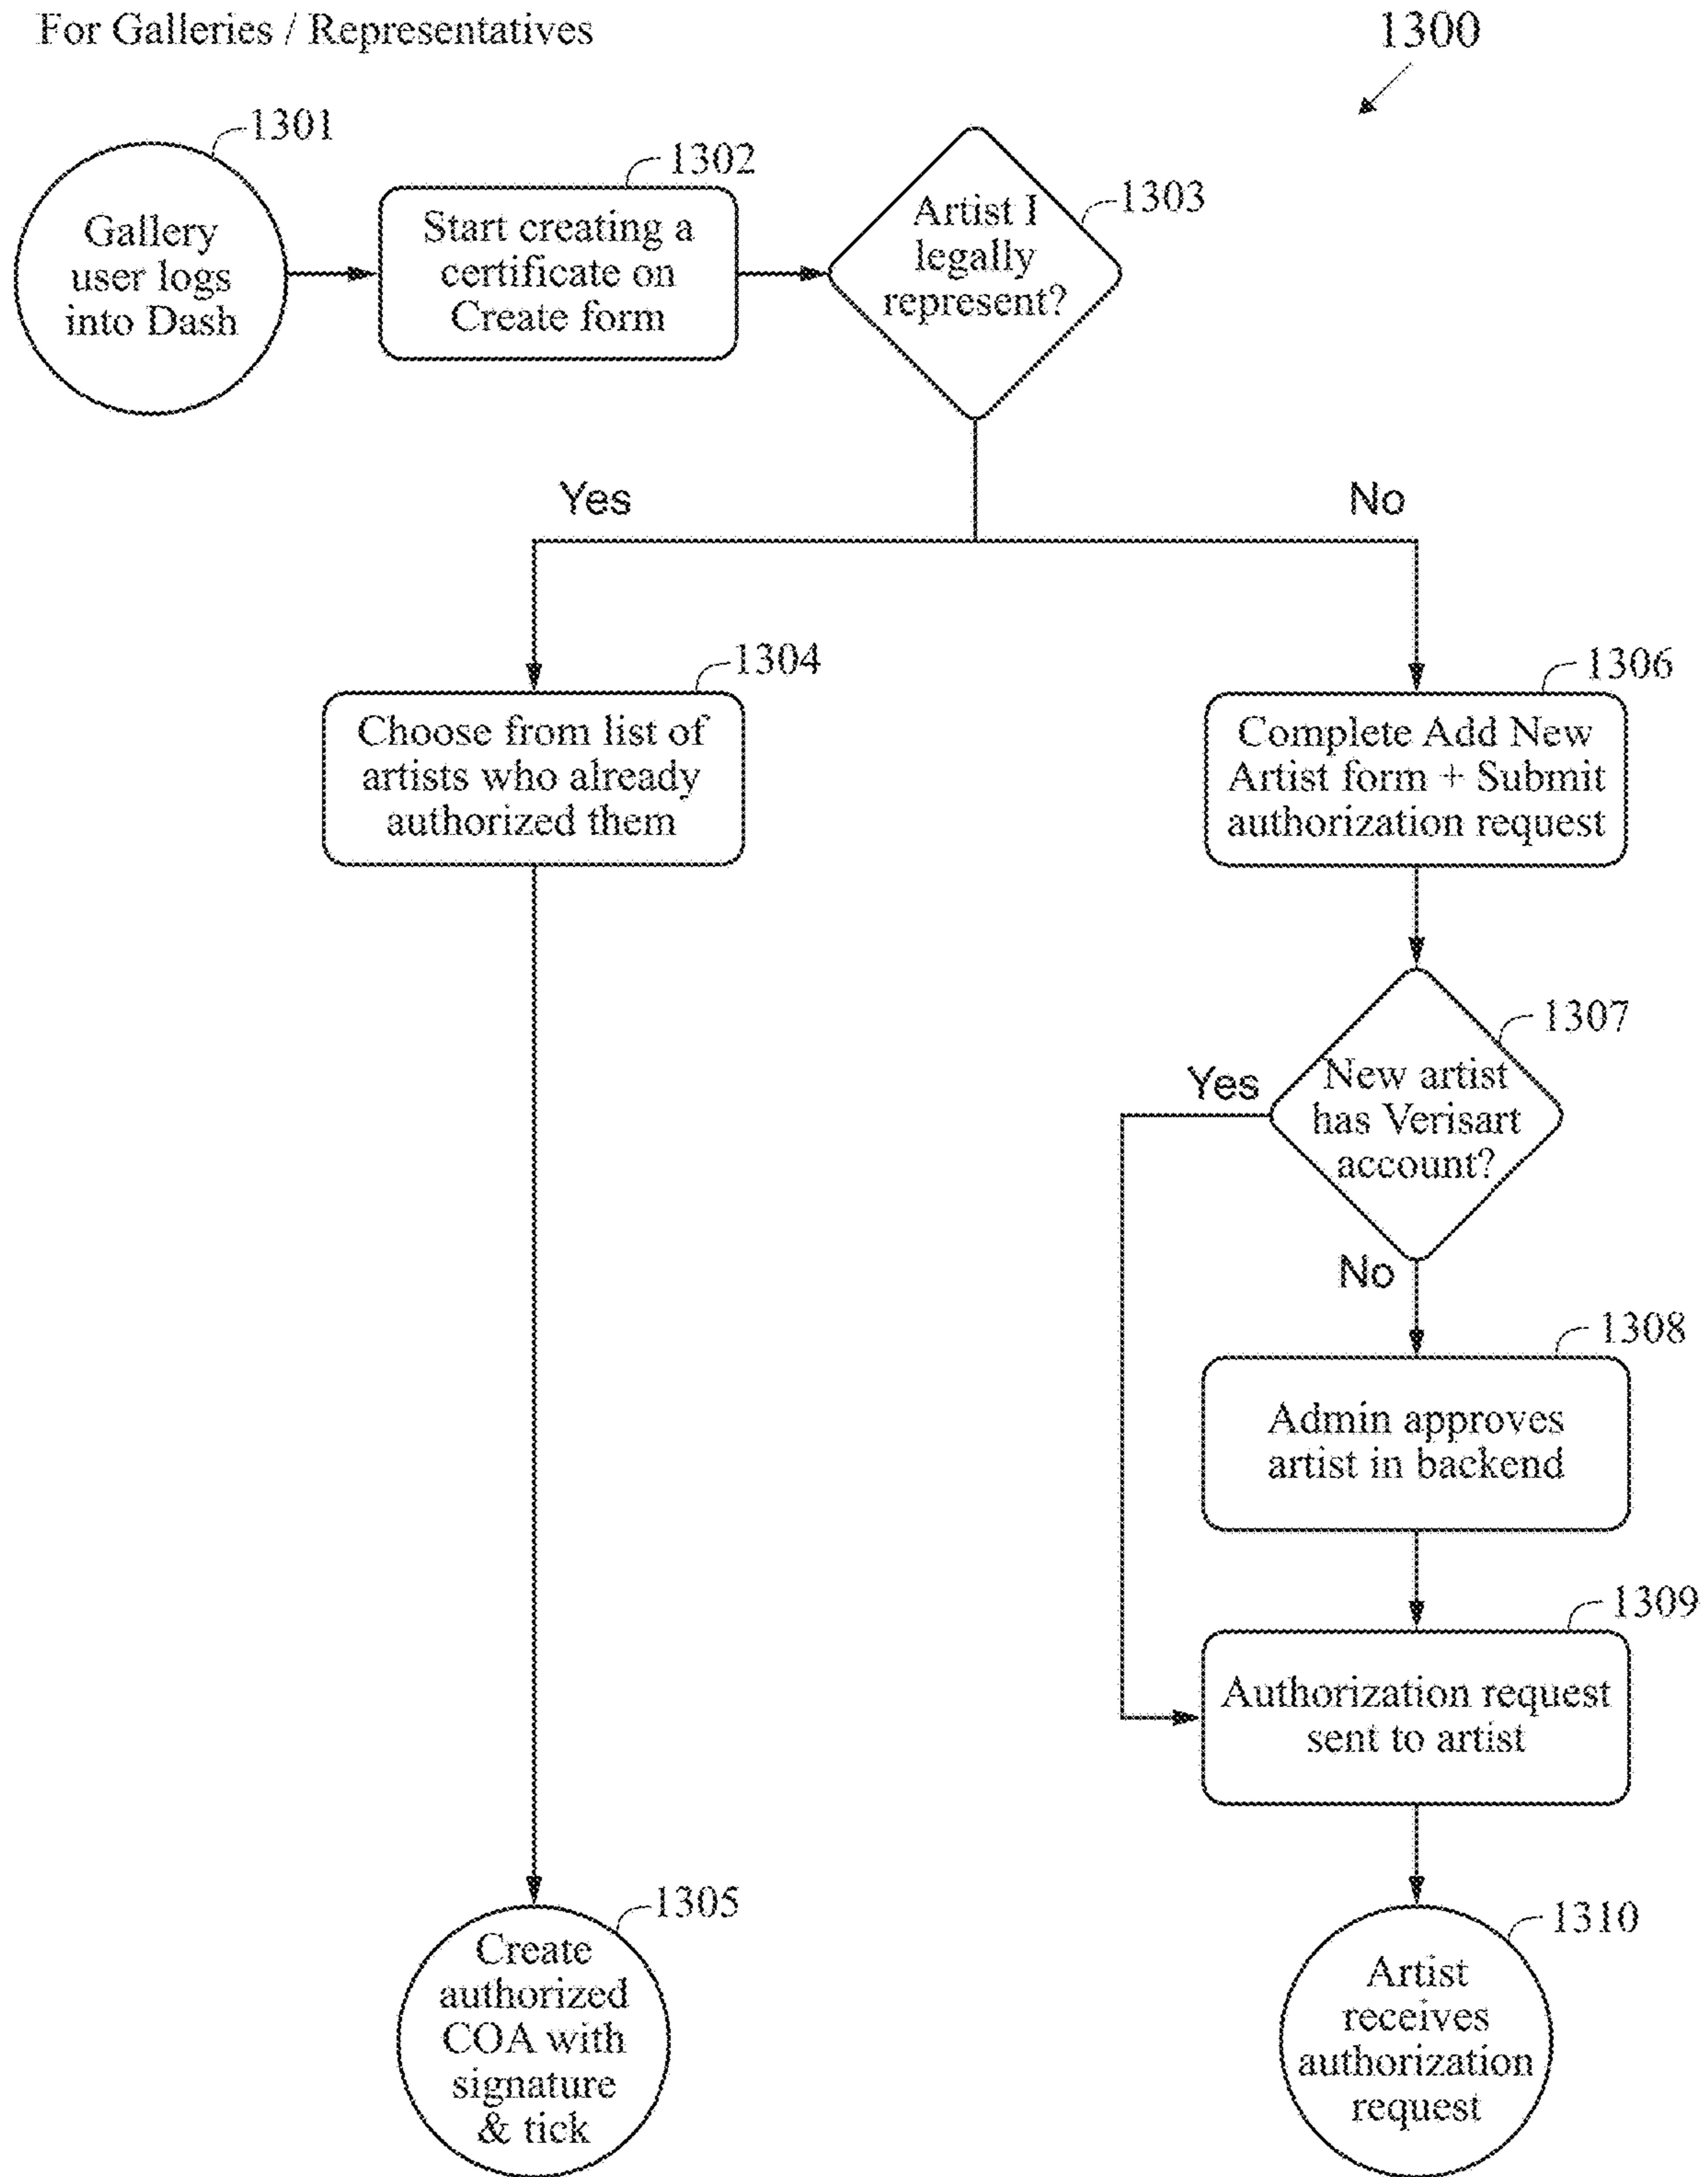 For Galleries / Representatives
1300
1301
Gallery
user logs
into Dash
1302
Start creating a
certificate on
Create form
1303
Artist I
legally
represent?
Yes
No
1304
Choose from list of
artists who already
authorized them
1306
Complete Add New
Artist form + Submit
authorization request
1307
New artist
has Verisart
account?
Yes
No
1308
Admin approves
artist in backend
1309
Authorization request
sent to artist
1305
Create
authorized
COA with
signature
& tick
1310
Artist
receives
authorization
request